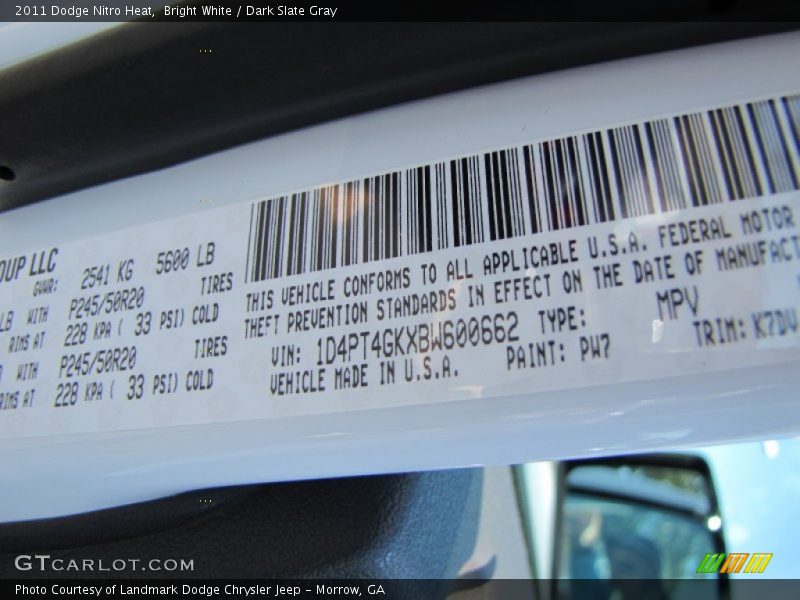 2011 Dodge Nitro Heat, Bright White / Dark Slate Gray
OUP LLC
GVWR: 2541 KG 5600 LB
LB WITH P245/50R20 TIRES
RIMS AT 228 KPA ( 33 PSI) COLD
WITH P245/50R20 TIRES
RIMS AT 228 KPA ( 33 PSI) COLD
THIS VEHICLE CONFORMS TO ALL APPLICABLE U.S.A. FEDERAL MOTOR
THEFT PREVENTION STANDARDS IN EFFECT ON THE DATE OF MANUFACT
VIN: 1D4PT4GKXBW600662 TYPE: MPV
VEHICLE MADE IN U.S.A. PAINT: PW7 TRIM: K7DV
GTCARLOT.COM
Photo Courtesy of Landmark Dodge Chrysler Jeep - Morrow, GA